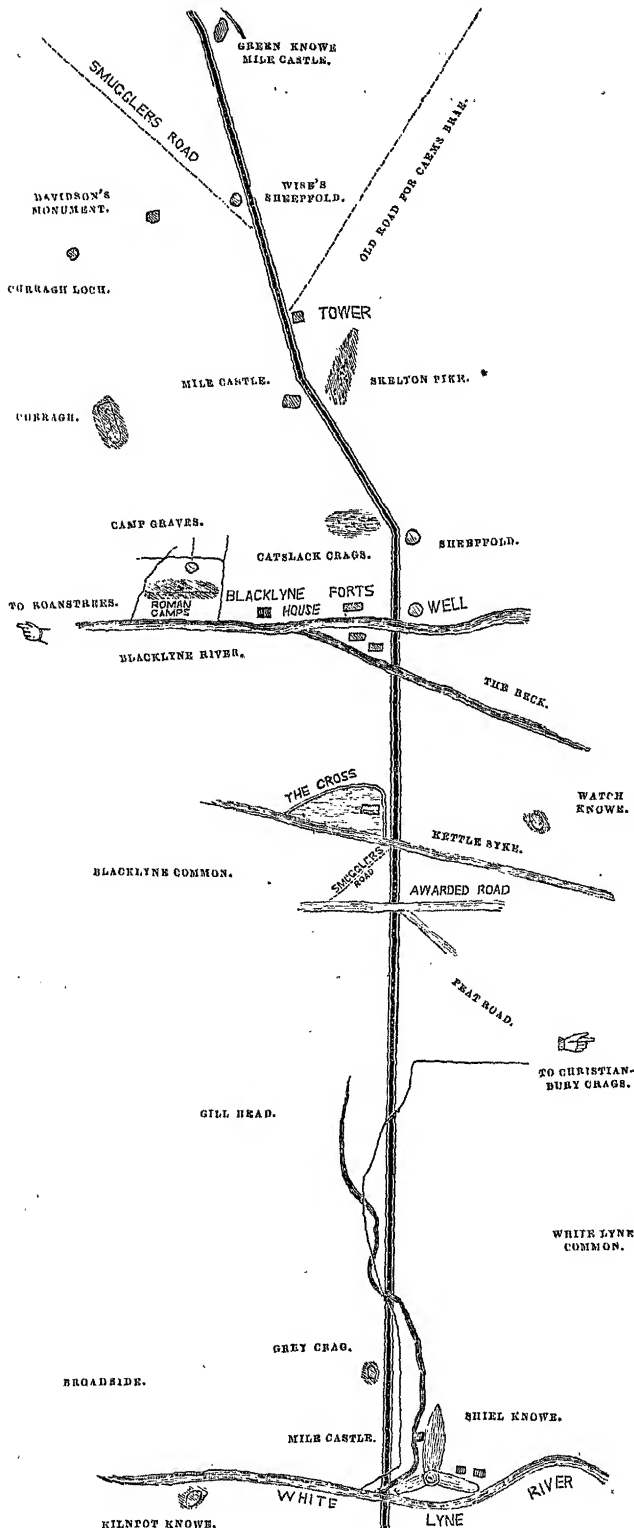 GREEN KNOWE
MILE CASTLE.
SMUGGLERS ROAD
OLD ROAD FOR CAERMS BRAE.
WISE'S
SHEEPFOLD.
DAVIDSON'S
MONUMENT.
CURRAGH LOCH.
TOWER
MILE CASTLE.
SKELTON PIKE.
CURRAGH.
CAMP GRAVES.
CATSLACK CRAGS.
SHEEPFOLD.
TO ROANSTREES.
ROMAN
CAMPS
BLACKLYNE
HOUSE
FORTS
WELL
BLACKLYNE RIVER.
THE BECK.
THE CROSS
WATCH
KNOWE.
KETTLE SYKE.
BLACKLYNE COMMON.
SMUGGLERS
ROAD
AWARDED ROAD
PEAT ROAD.
TO CHRISTIAN-
BURY CRAGS.
GILL HEAD.
WHITE LYNE
COMMON.
GREY CRAG.
BROADSIDE.
SHIEL KNOWE.
MILE CASTLE.
WHITE LYNE RIVER
KILNPOT KNOWE.